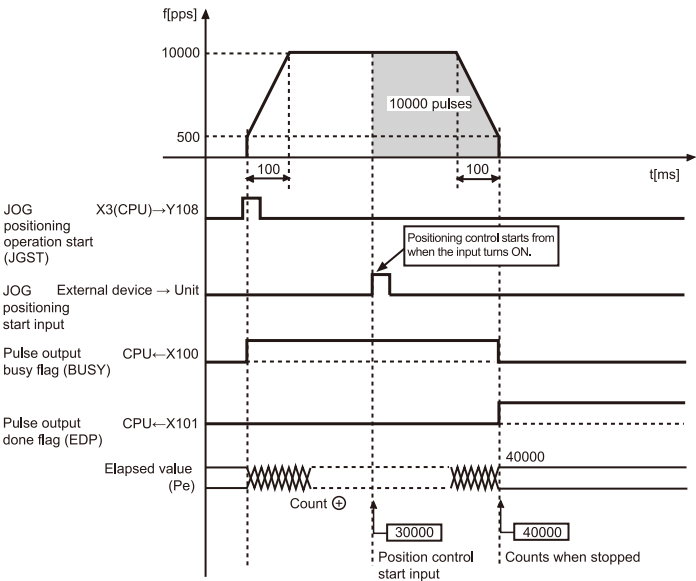 f[pps]
10000
10000 pulses
500
100
100
t[ms]
JOG
positioning
operation start
(JGST)
X3(CPU)→Y108
Positioning control starts from
when the input turns ON.
JOG
positioning
start input
External device → Unit
Pulse output
busy flag (BUSY)
CPU←X100
Pulse output
done flag (EDP)
CPU←X101
Elapsed value
(Pe)
40000
Count ⊕
30000
40000
Position control
start input
Counts when stopped